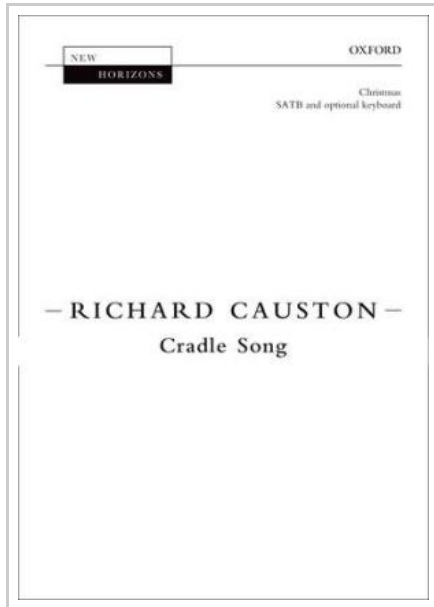 OXFORD
NEW
HORIZONS
Christmas
SATB and optional keyboard
– RICHARD CAUSTON –
Cradle Song